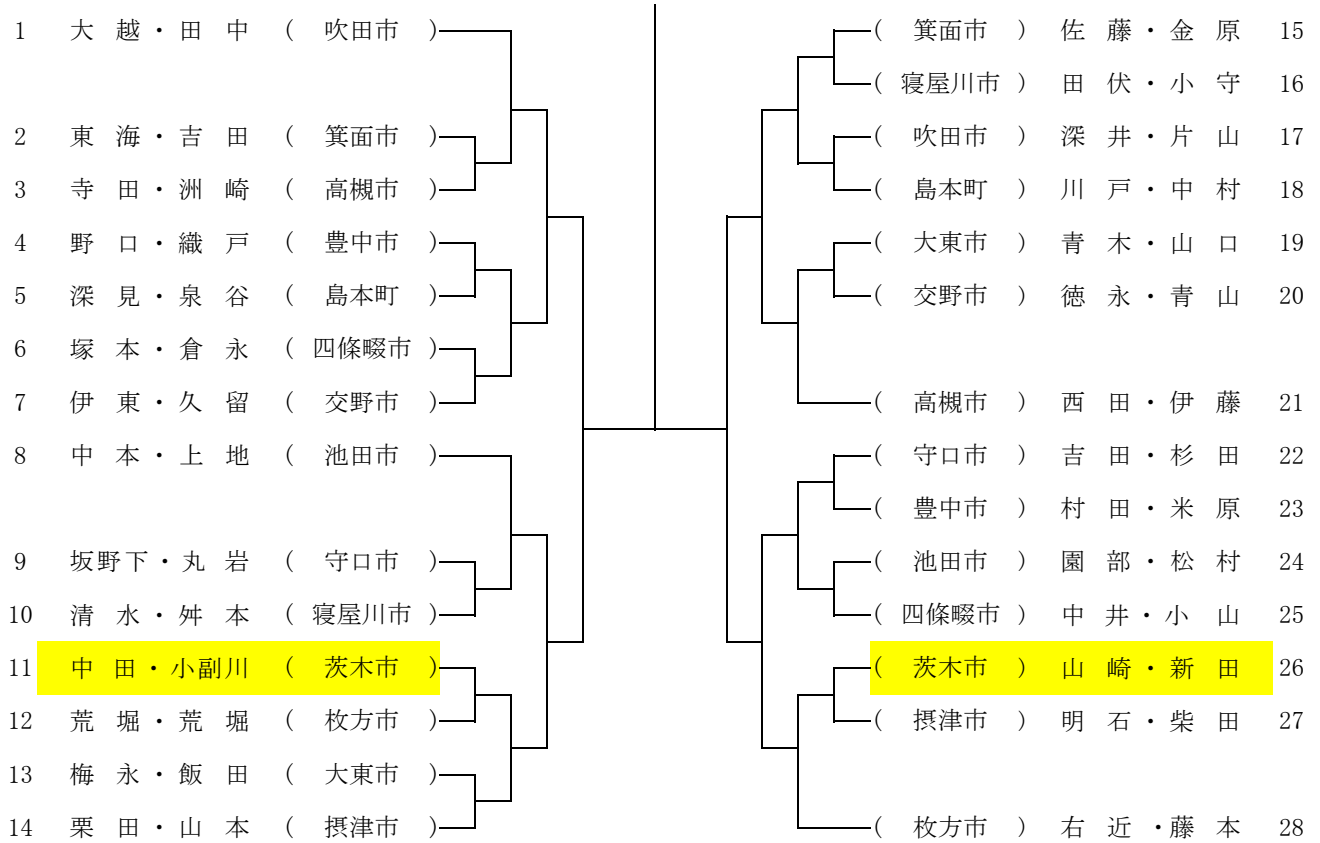 1 大越・田中 ( 吹田市 )
2 東海・吉田 ( 箕面市 )
3 寺田・洲崎 ( 高槻市 )
4 野口・織戸 ( 豊中市 )
5 深見・泉谷 ( 島本町 )
6 塚本・倉永 ( 四條畷市 )
7 伊東・久留 ( 交野市 )
8 中本・上地 ( 池田市 )
9 坂野下・丸岩 ( 守口市 )
10 清水・舛本 ( 寝屋川市 )
11 中田・小副川 ( 茨木市 )
12 荒堀・荒堀 ( 枚方市 )
13 梅永・飯田 ( 大東市 )
14 栗田・山本 ( 摂津市 )
( 箕面市 ) 佐藤・金原 15
( 寝屋川市 ) 田伏・小守 16
( 吹田市 ) 深井・片山 17
( 島本町 ) 川戸・中村 18
( 大東市 ) 青木・山口 19
( 交野市 ) 徳永・青山 20
( 高槻市 ) 西田・伊藤 21
( 守口市 ) 吉田・杉田 22
( 豊中市 ) 村田・米原 23
( 池田市 ) 園部・松村 24
( 四條畷市 ) 中井・小山 25
( 茨木市 ) 山崎・新田 26
( 摂津市 ) 明石・柴田 27
( 枚方市 ) 右近・藤本 28